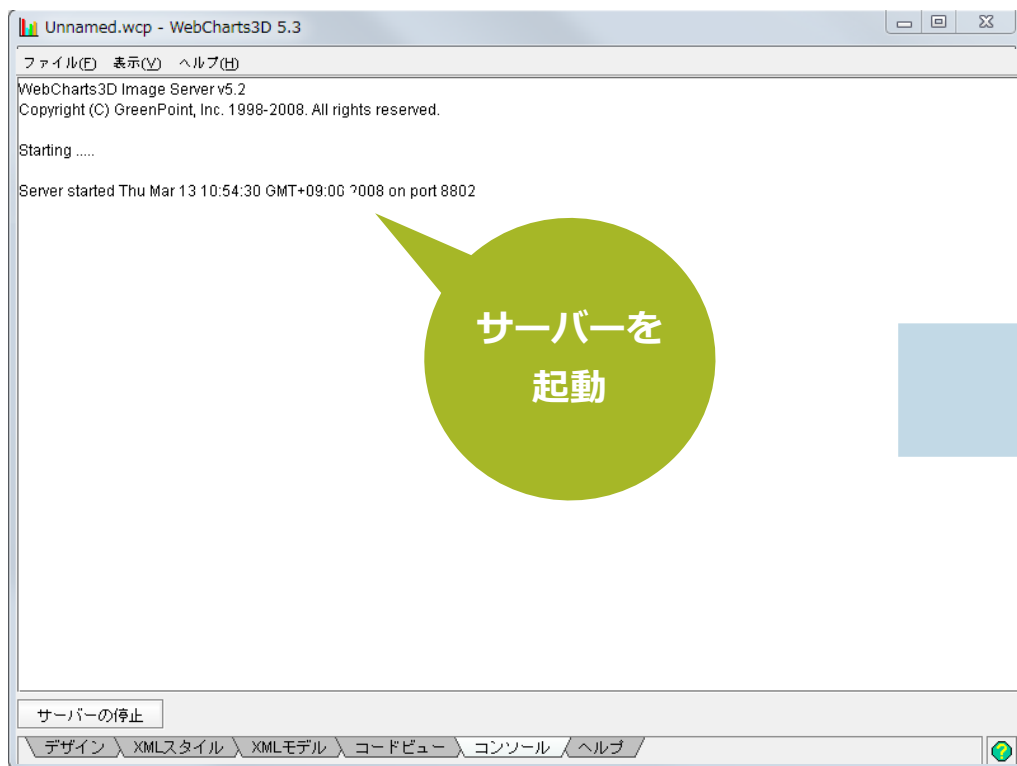 Unnamed.wcp - WebCharts3D 5.3
ファイル(F) 表示(V) ヘルプ(H)
WebCharts3D Image Server v5.2
Copyright (C) GreenPoint, Inc. 1998-2008. All rights reserved.
Starting .....
Server started Thu Mar 13 10:54:30 GMT+09:00 2008 on port 8802
サーバーを
起動
サーバーの停止
デザイン XMLスタイル XMLモデル コードビュー コンソール ヘルプ